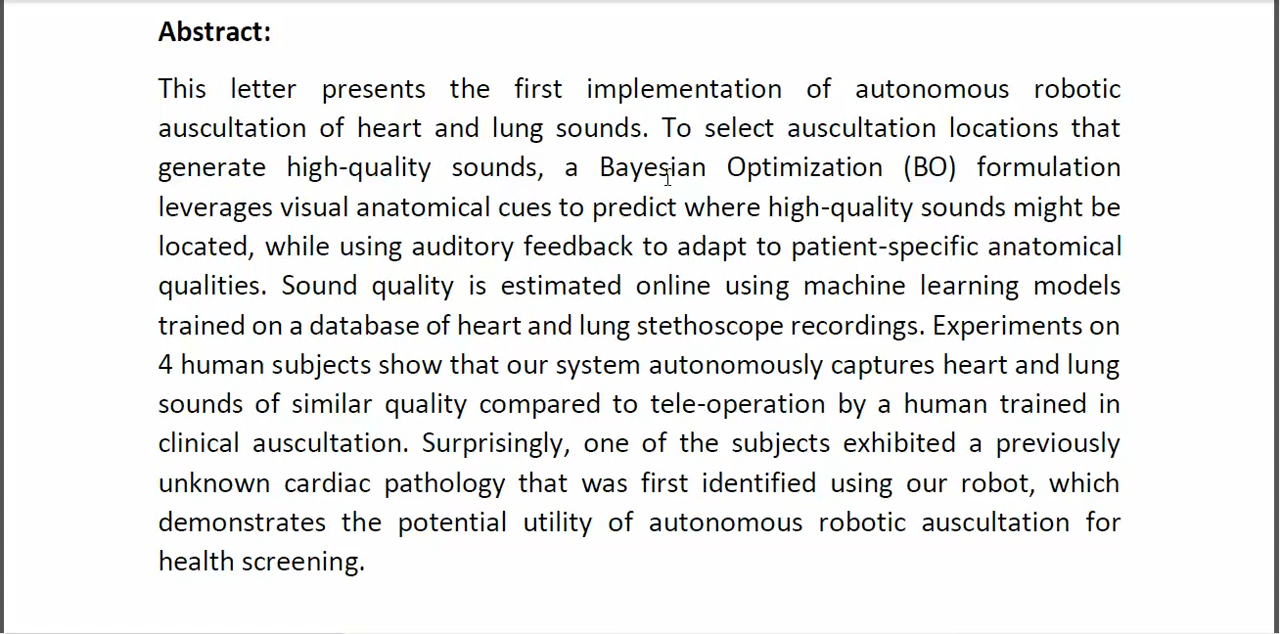 Abstract:
This letter presents the first implementation of autonomous robotic
auscultation of heart and lung sounds. To select auscultation locations that
generate high-quality sounds, a Bayesian Optimization (BO) formulation
leverages visual anatomical cues to predict where high-quality sounds might be
located, while using auditory feedback to adapt to patient-specific anatomical
qualities. Sound quality is estimated online using machine learning models
trained on a database of heart and lung stethoscope recordings. Experiments on
4 human subjects show that our system autonomously captures heart and lung
sounds of similar quality compared to tele-operation by a human trained in
clinical auscultation. Surprisingly, one of the subjects exhibited a previously
unknown cardiac pathology that was first identified using our robot, which
demonstrates the potential utility of autonomous robotic auscultation for
health screening.